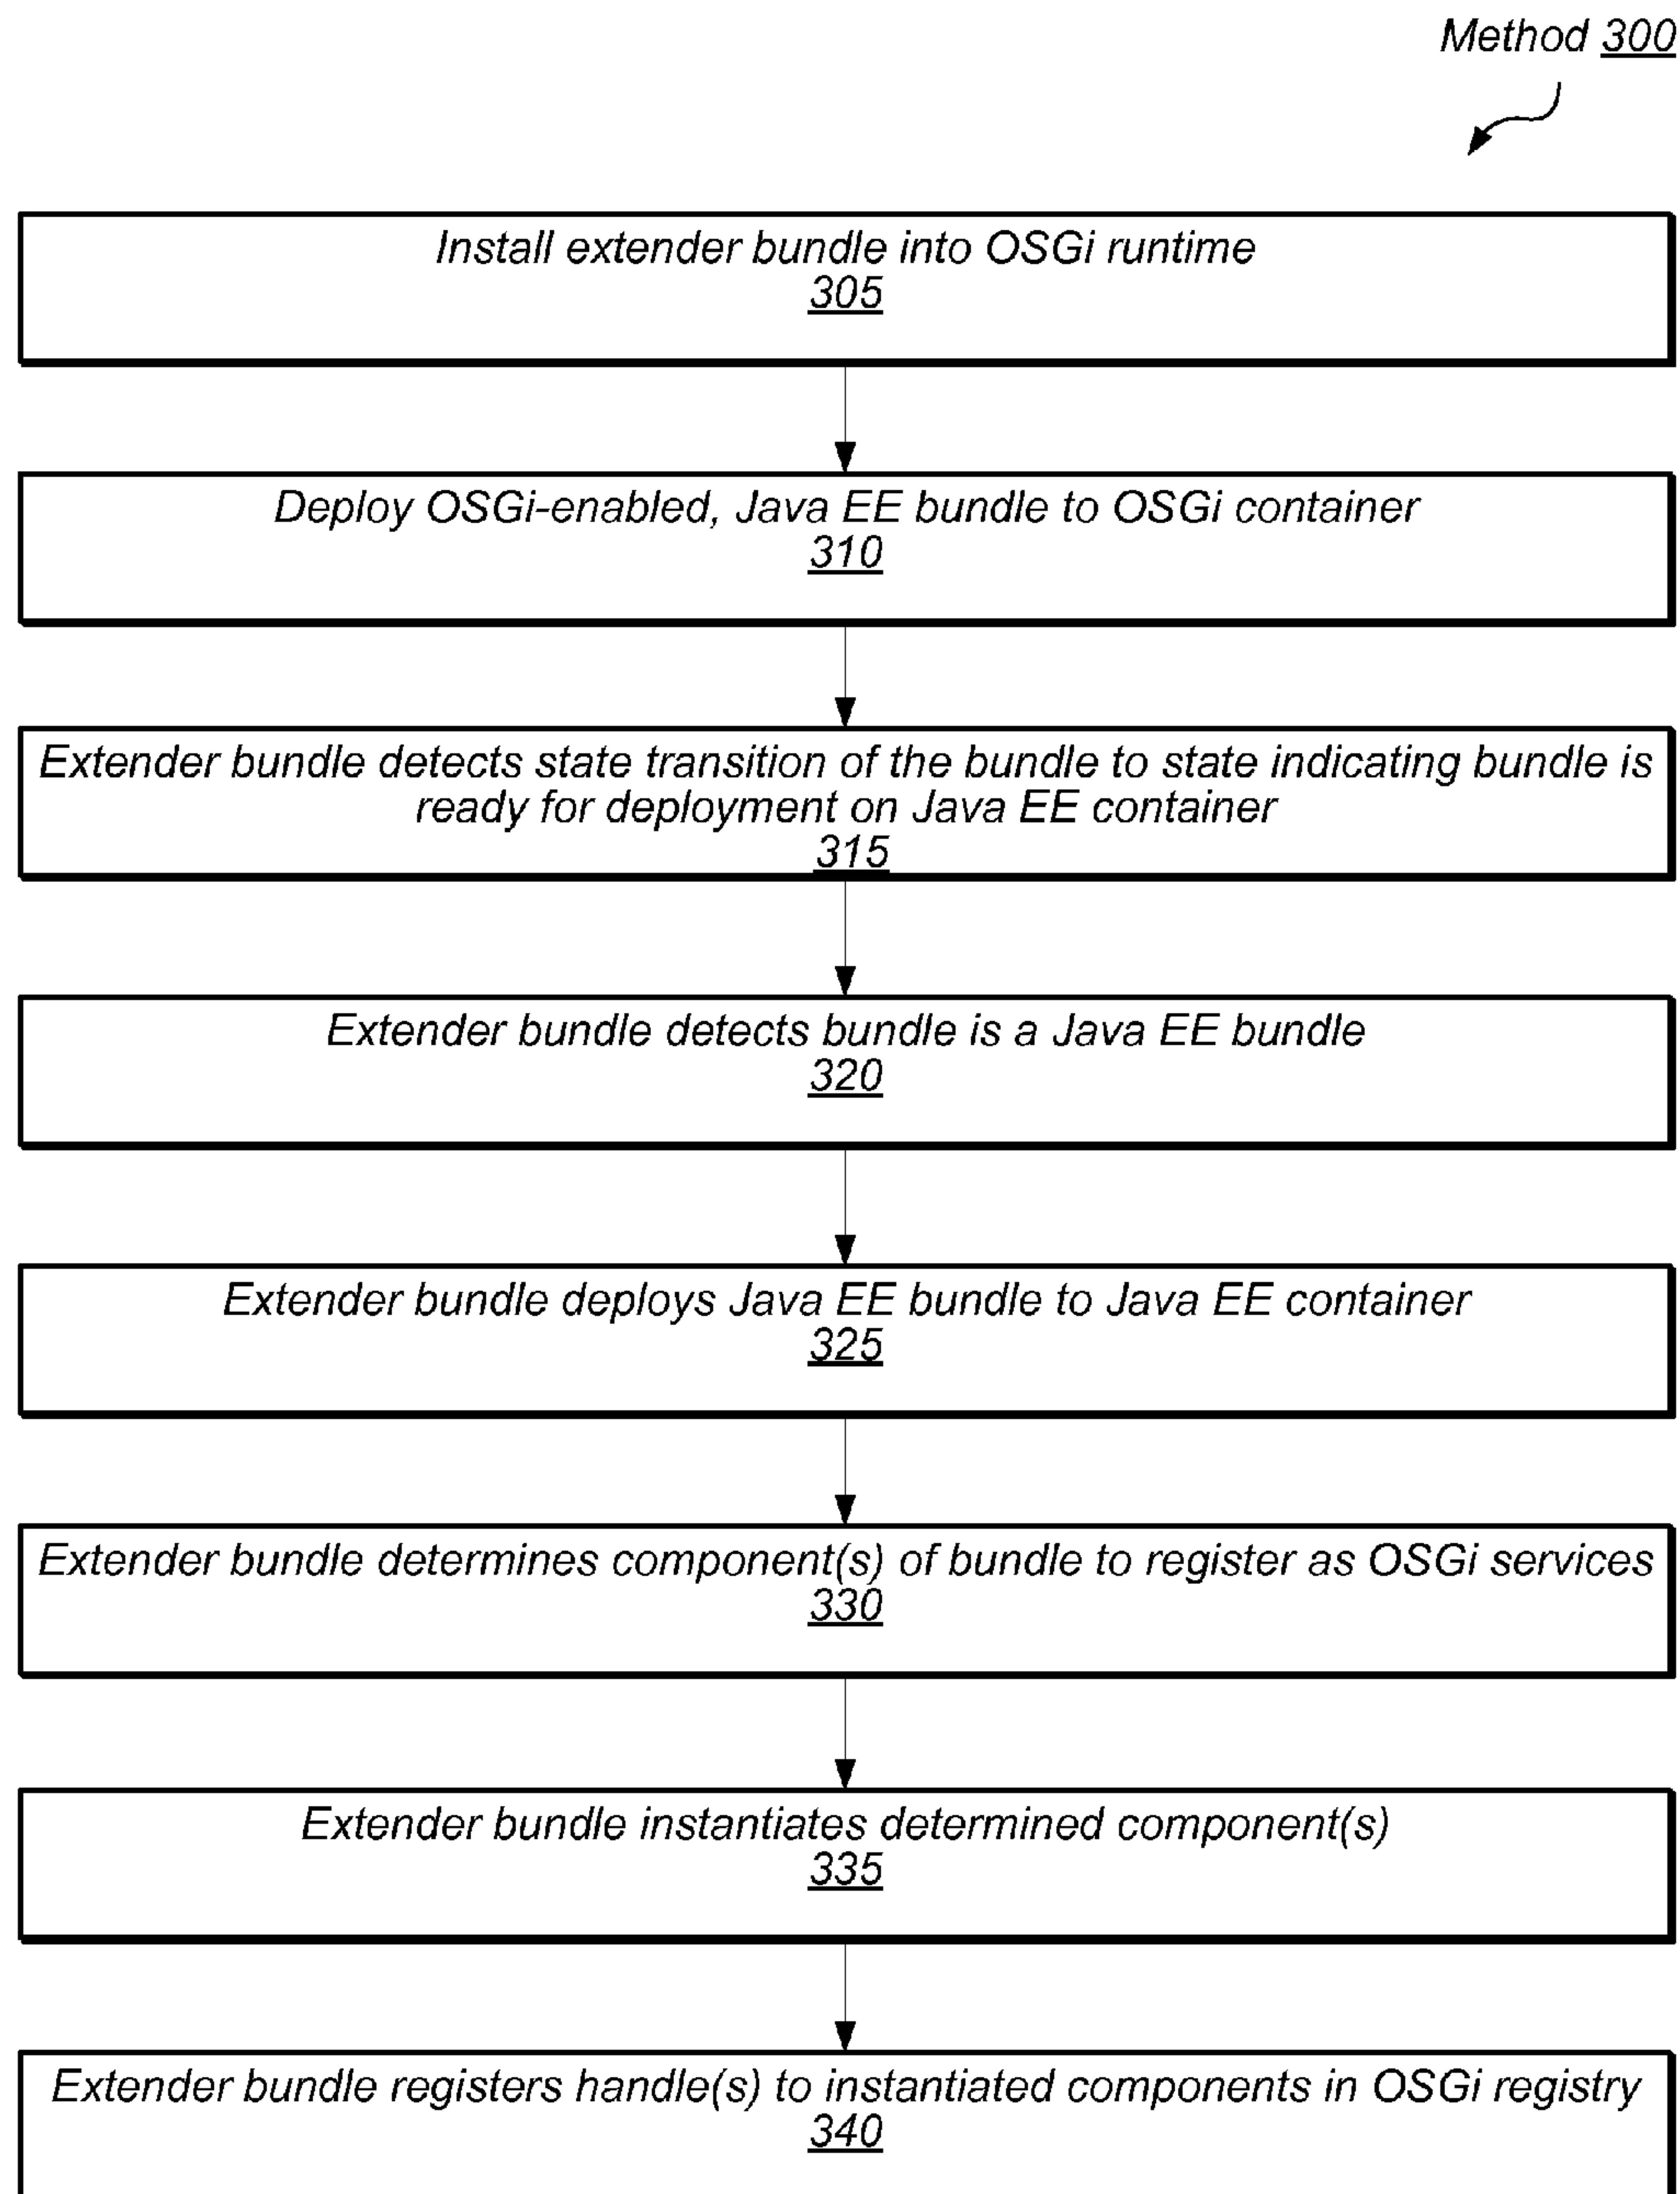 Method 300
Install extender bundle into OSGi runtime
305
Deploy OSGi-enabled, Java EE bundle to OSGi container
310
Extender bundle detects state transition of the bundle to state indicating bundle is
ready for deployment on Java EE container
315
Extender bundle detects bundle is a Java EE bundle
320
Extender bundle deploys Java EE bundle to Java EE container
325
Extender bundle determines component(s) of bundle to register as OSGi services
330
Extender bundle instantiates determined component(s)
335
Extender bundle registers handle(s) to instantiated components in OSGi registry
340